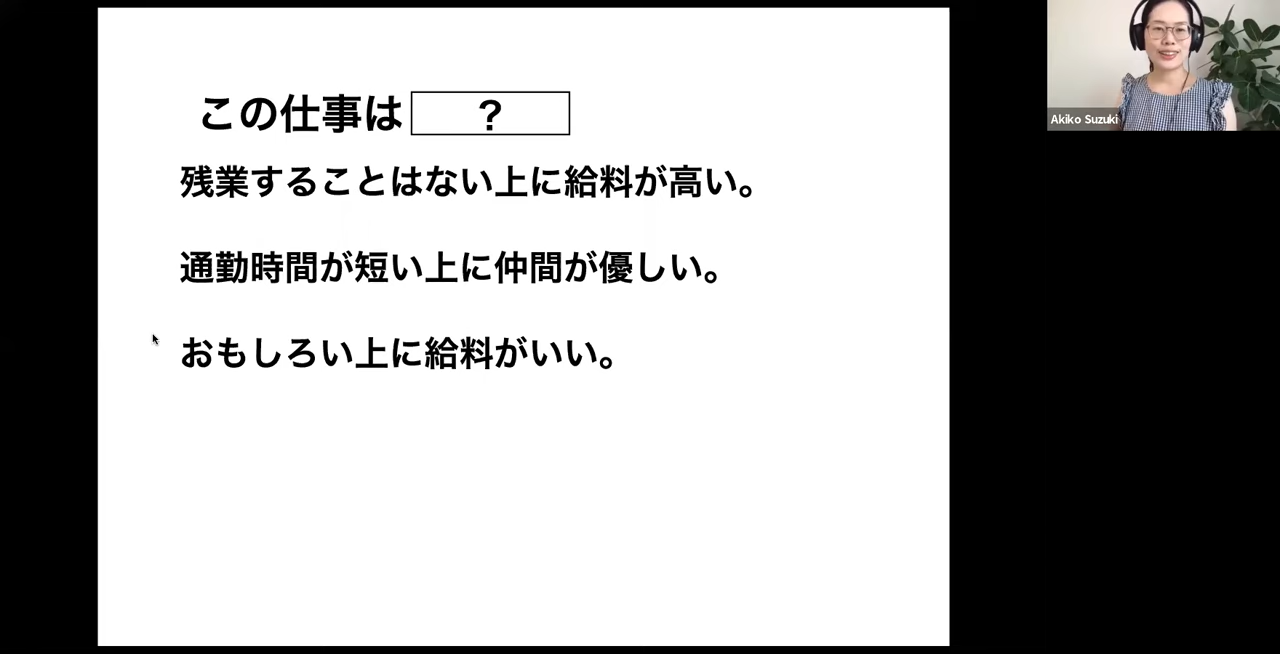 この仕事は ?
残業することはない上に給料が高い。
通勤時間が短い上に仲間が優しい。
おもしろい上に給料がいい。
Akiko Suzuki